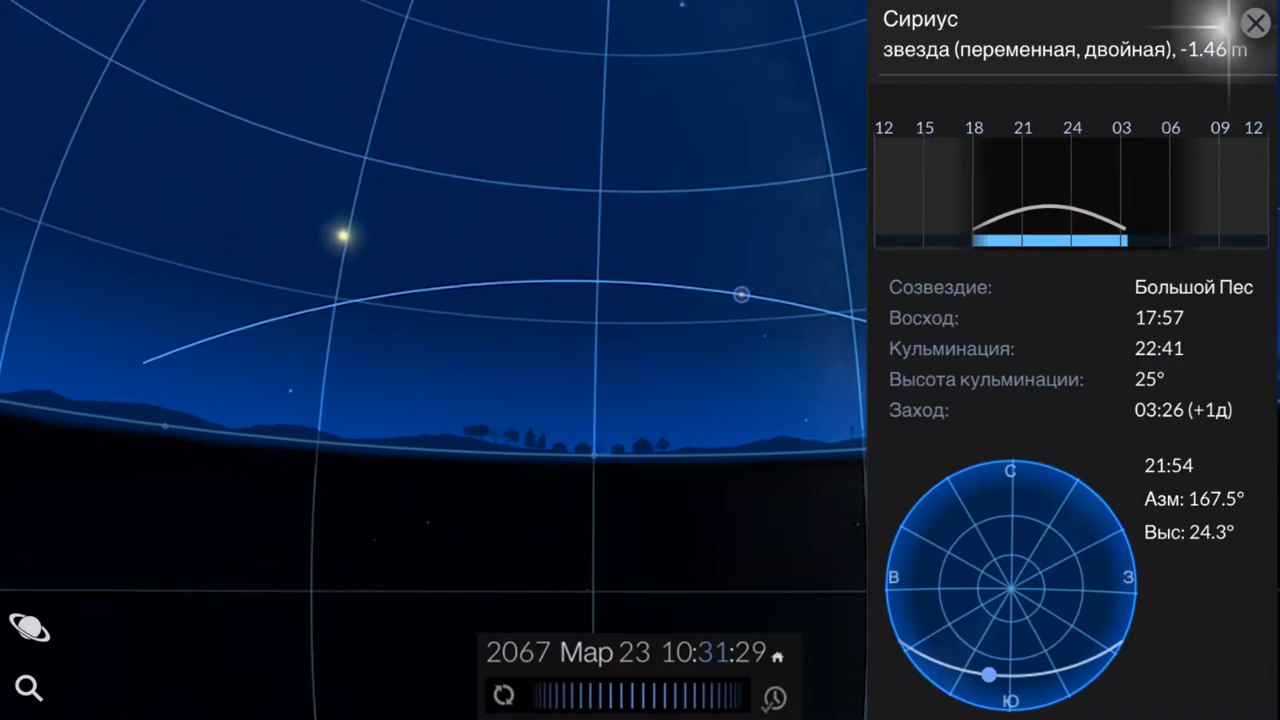 Сириус
звезда (переменная, двойная), -1.46 m
12 15 18 21 24 03 06 09 12
Созвездие: Большой Пес
Восход: 17:57
Кульминация: 22:41
Высота кульминации: 25°
Заход: 03:26 (+1д)
21:54
Азм: 167.5°
Выс: 24.3°
С
В
З
Ю
2067 Мар 23 10:31:29